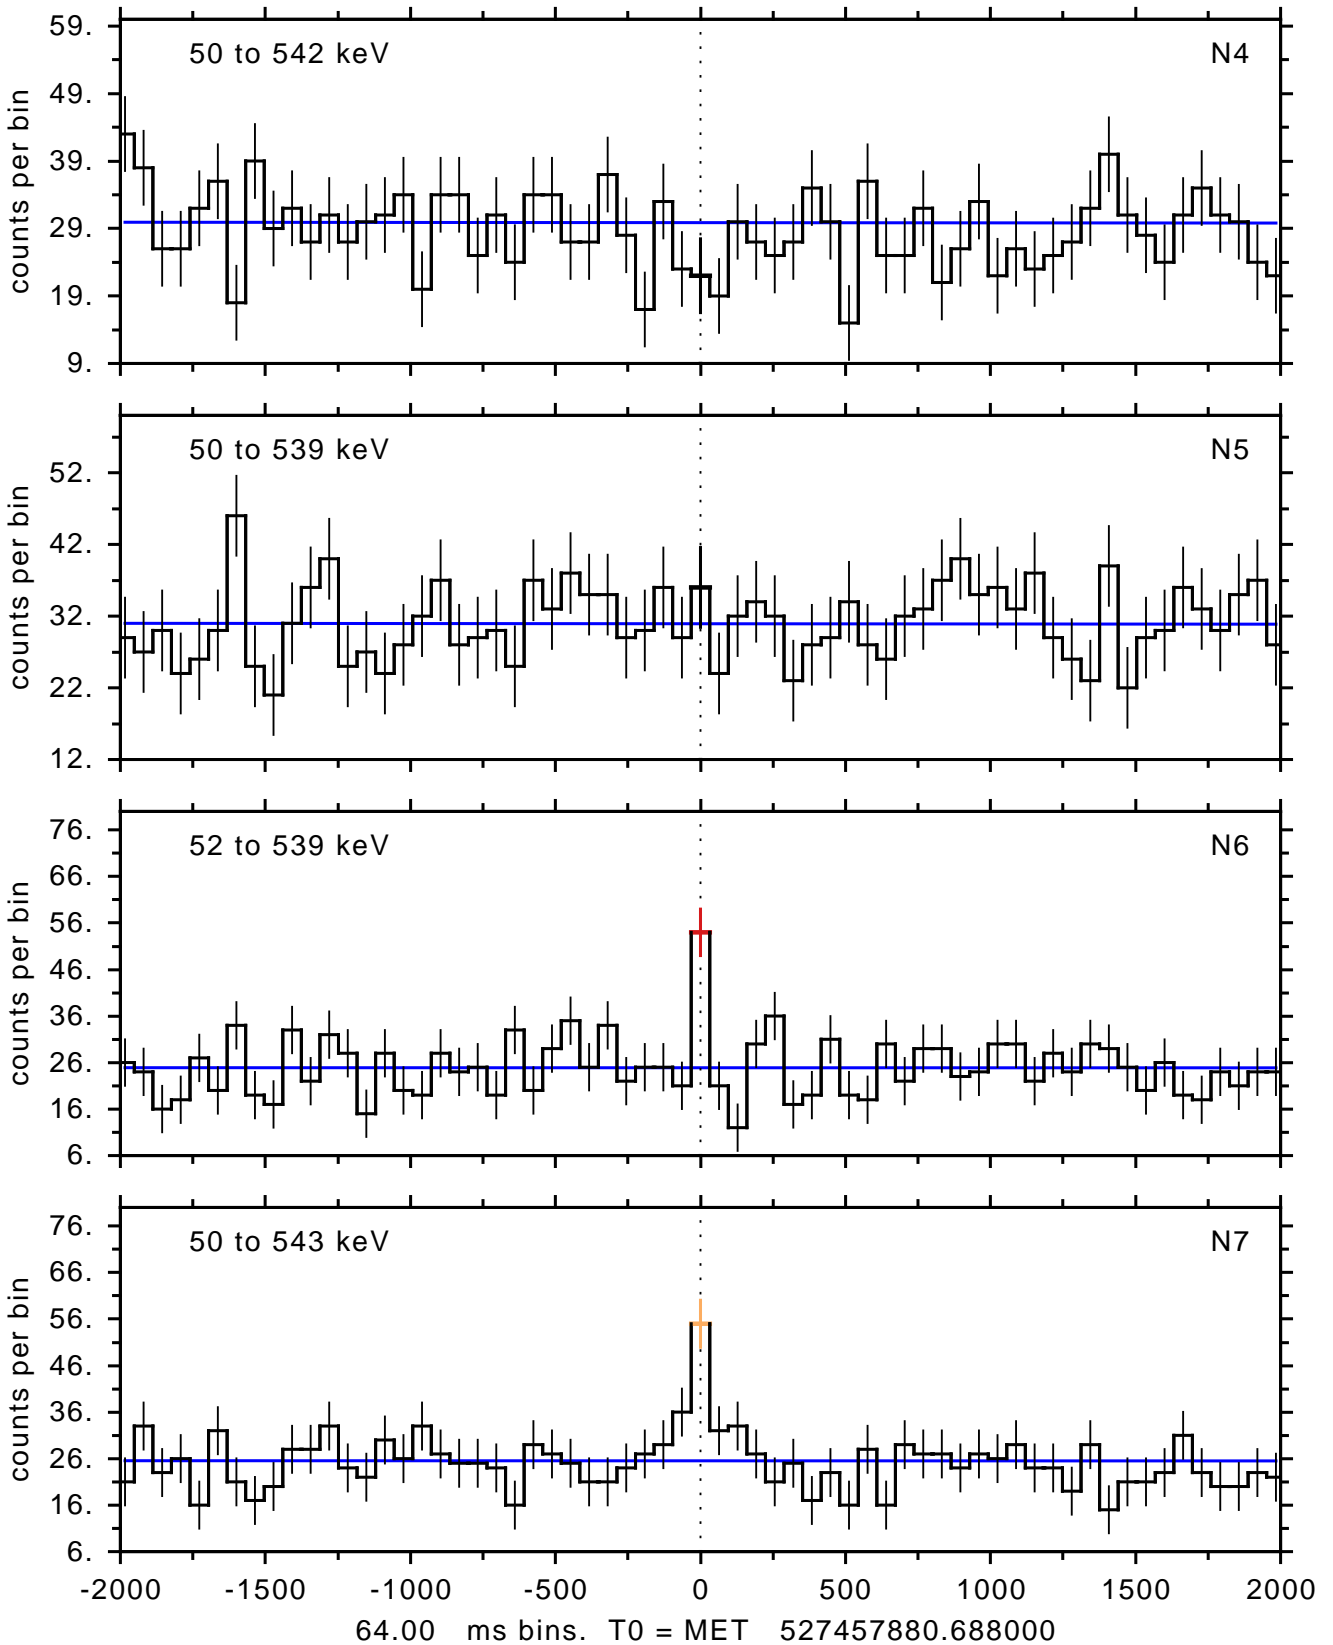 50 to 542 keV N4
59.
49.
39.
29.
19.
9.
counts per bin
50 to 539 keV N5
52.
42.
32.
22.
12.
counts per bin
52 to 539 keV N6
76.
66.
56.
46.
36.
26.
16.
6.
counts per bin
50 to 543 keV N7
76.
66.
56.
46.
36.
26.
16.
6.
counts per bin
-2000 -1500 -1000 -500 0 500 1000 1500 2000
64.00 ms bins. T0 = MET 527457880.688000